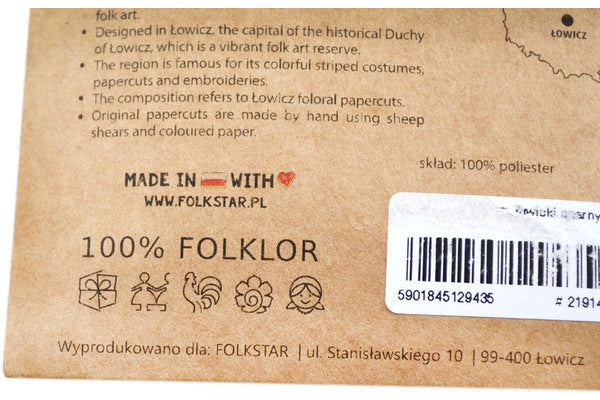 folk art.
• Designed in Łowicz, the capital of the historical Duchy
of Łowicz, which is a vibrant folk art reserve.
• The region is famous for its colorful striped costumes,
papercuts and embroideries.
• The composition refers to Łowicz foloral papercuts.
• Original papercuts are made by hand using sheep
shears and coloured paper.
ŁOWICZ
skład: 100% poliester
MADE IN WITH
WWW.FOLKSTAR.PL
100% FOLKLOR
5901845129435
# 21914
Wyprodukowano dla: FOLKSTAR | ul. Stanisławskiego 10 | 99-400 Łowicz